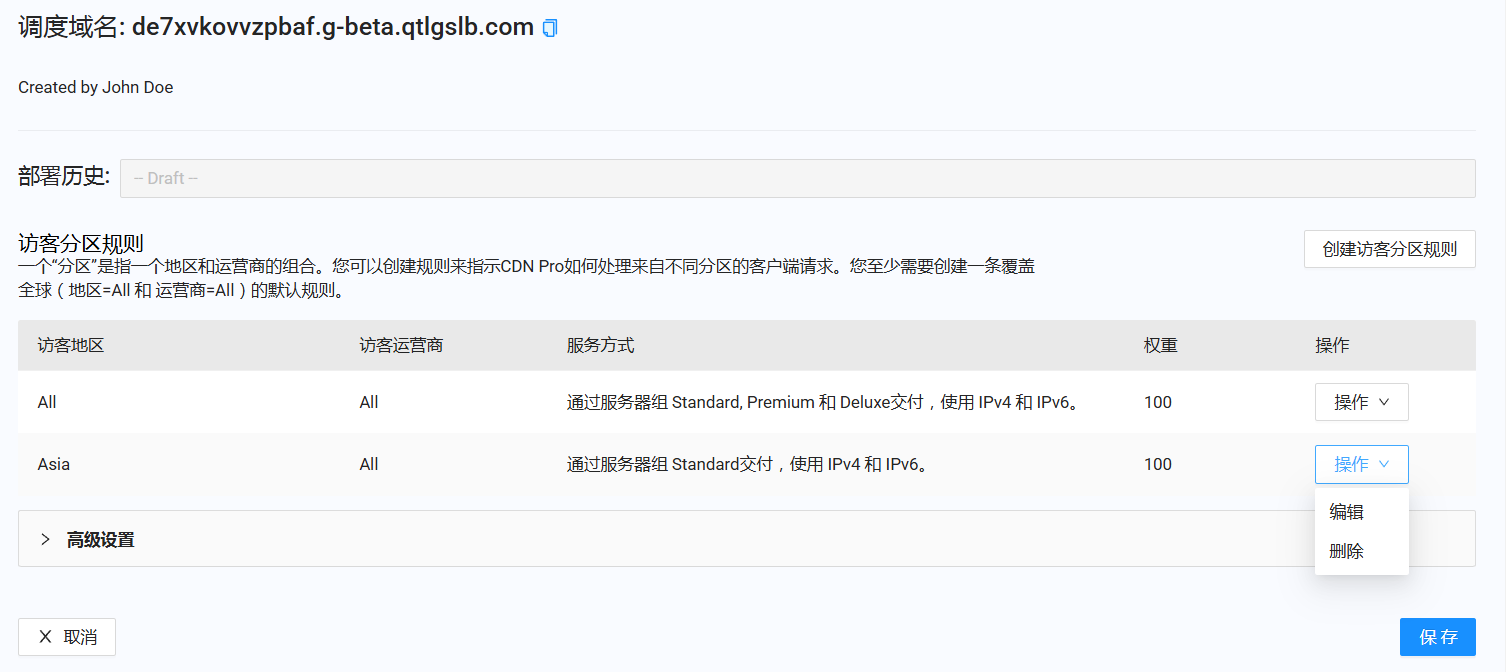 调度域名: de7xvkovvzpbaf.g-beta.qtlgslb.com
Created by John Doe
部署历史: -- Draft --
访客分区规则
创建访客分区规则
一个“分区”是指一个地区和运营商的组合。您可以创建规则来指示CDN Pro如何处理来自不同分区的客户端请求。您至少需要创建一条覆盖
全球（地区=All 和 运营商=All）的默认规则。
访客地区 访客运营商 服务方式 权重 操作
All All 通过服务器组 Standard, Premium 和 Deluxe交付，使用 IPv4 和 IPv6。 100 操作
Asia All 通过服务器组 Standard交付，使用 IPv4 和 IPv6。 100 操作
编辑
高级设置
删除
取消 保存